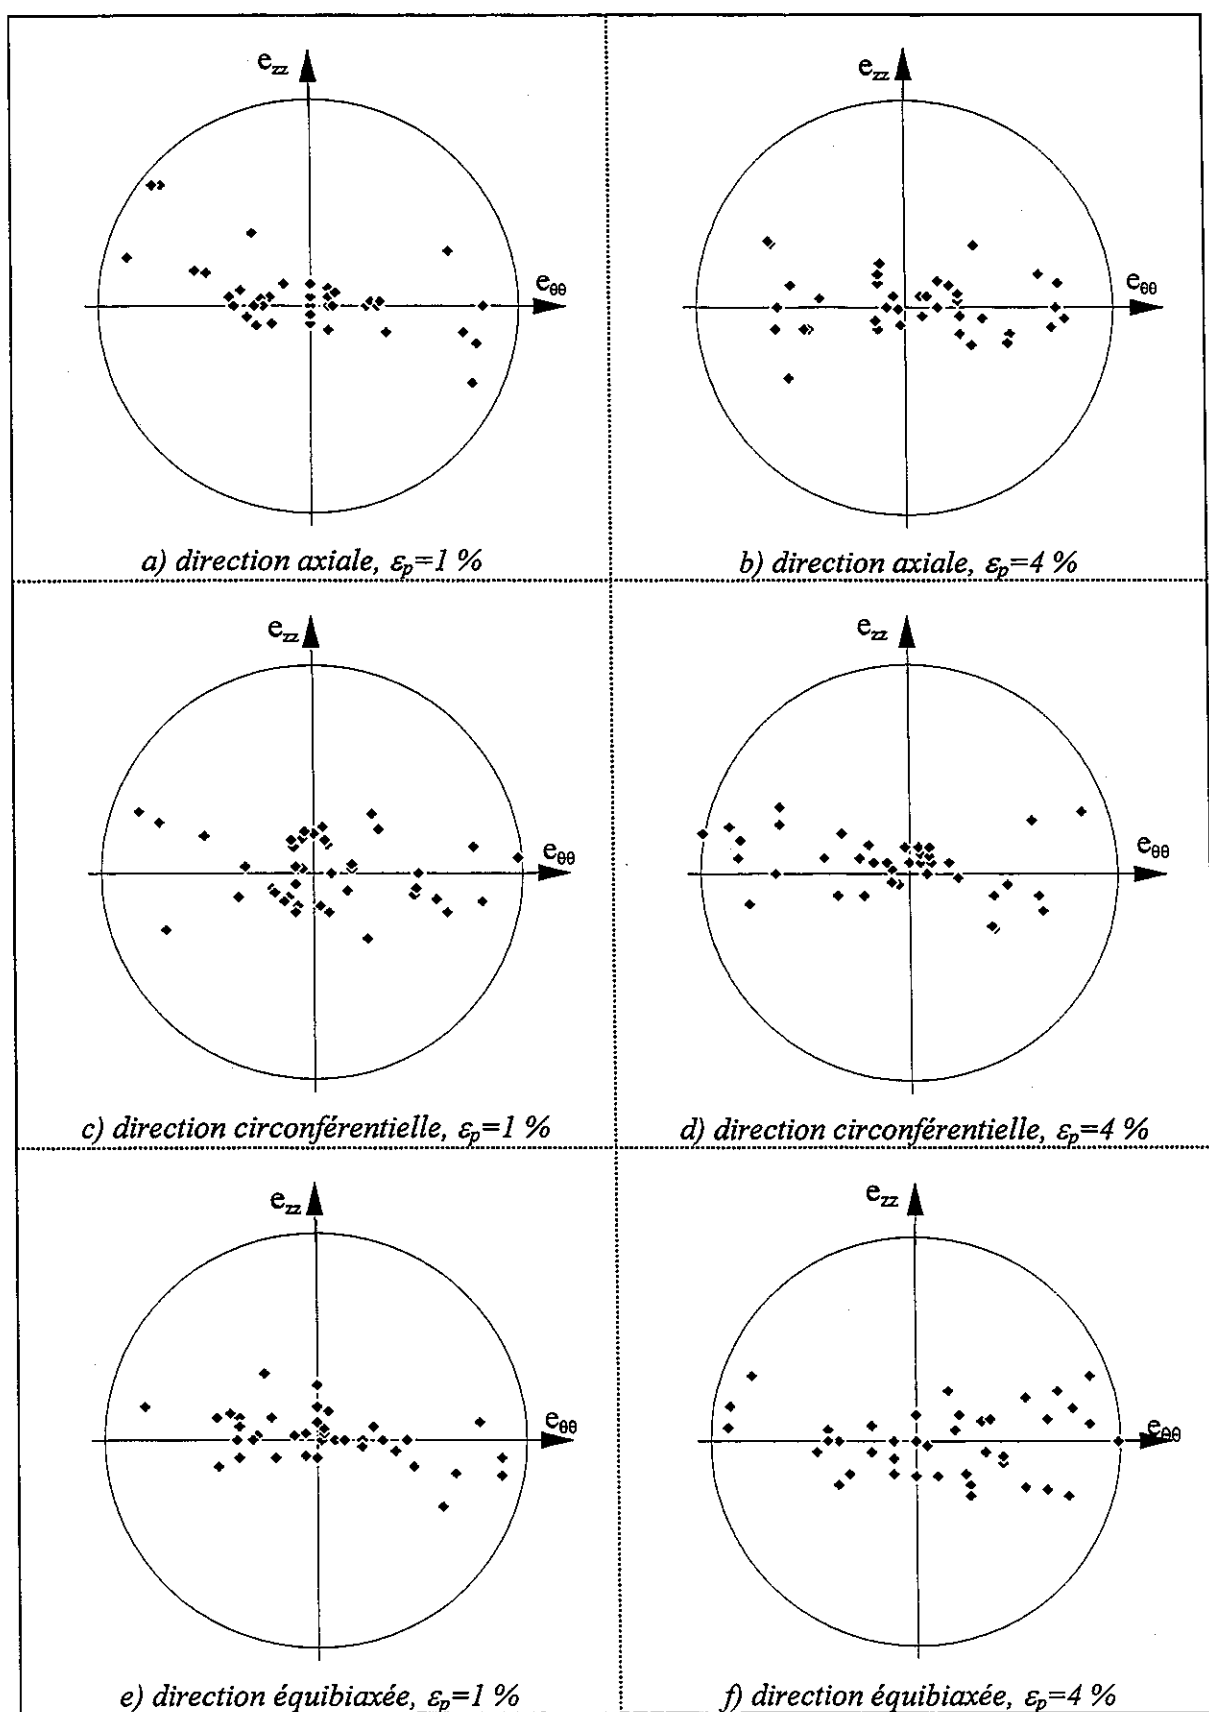 e_zz
e_θθ
a) direction axiale, ε_p=1 %
e_zz
e_θθ
b) direction axiale, ε_p=4 %
e_zz
e_θθ
c) direction circonférentielle, ε_p=1 %
e_zz
e_θθ
d) direction circonférentielle, ε_p=4 %
e_zz
e_θθ
e) direction équibiaxée, ε_p=1 %
e_zz
e_θθ
f) direction équibiaxée, ε_p=4 %